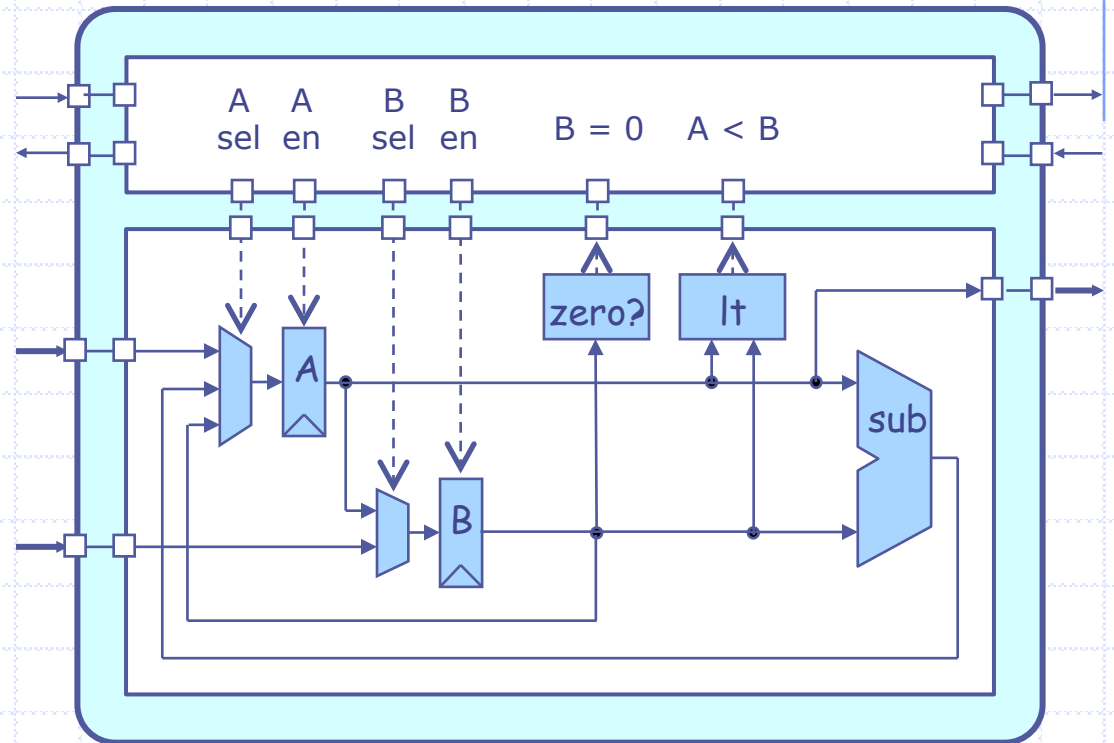 A A B B
sel en sel en
B = 0 A < B
zero? lt
A
sub
B